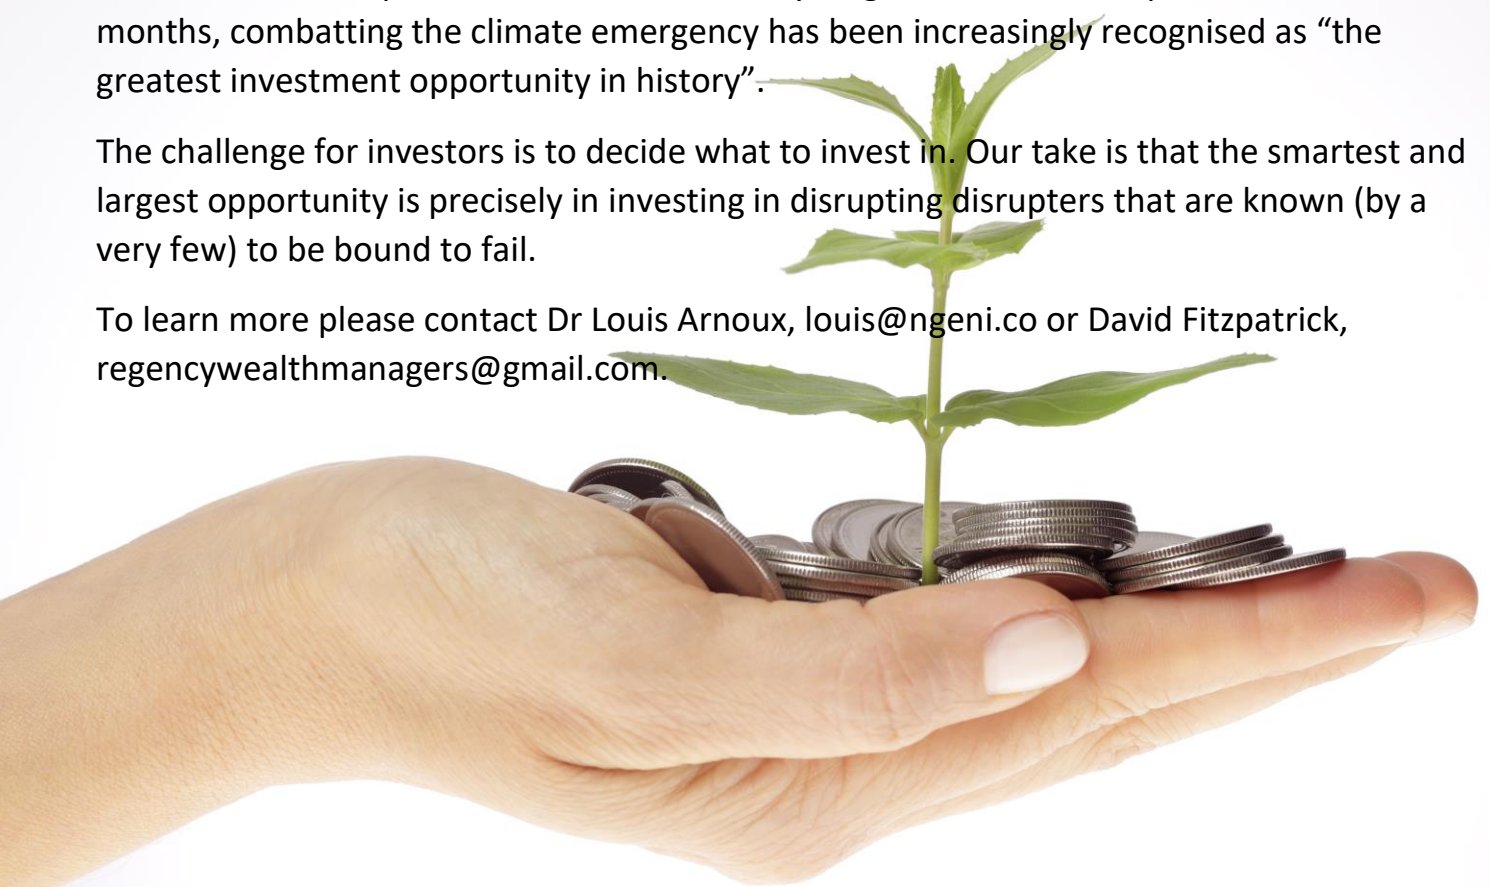 months, combatting the climate emergency has been increasingly recognised as “the
greatest investment opportunity in history”.
The challenge for investors is to decide what to invest in. Our take is that the smartest and
largest opportunity is precisely in investing in disrupting disrupters that are known (by a
very few) to be bound to fail.
To learn more please contact Dr Louis Arnoux, louis@ngeni.co or David Fitzpatrick,
regencywealthmanagers@gmail.com.